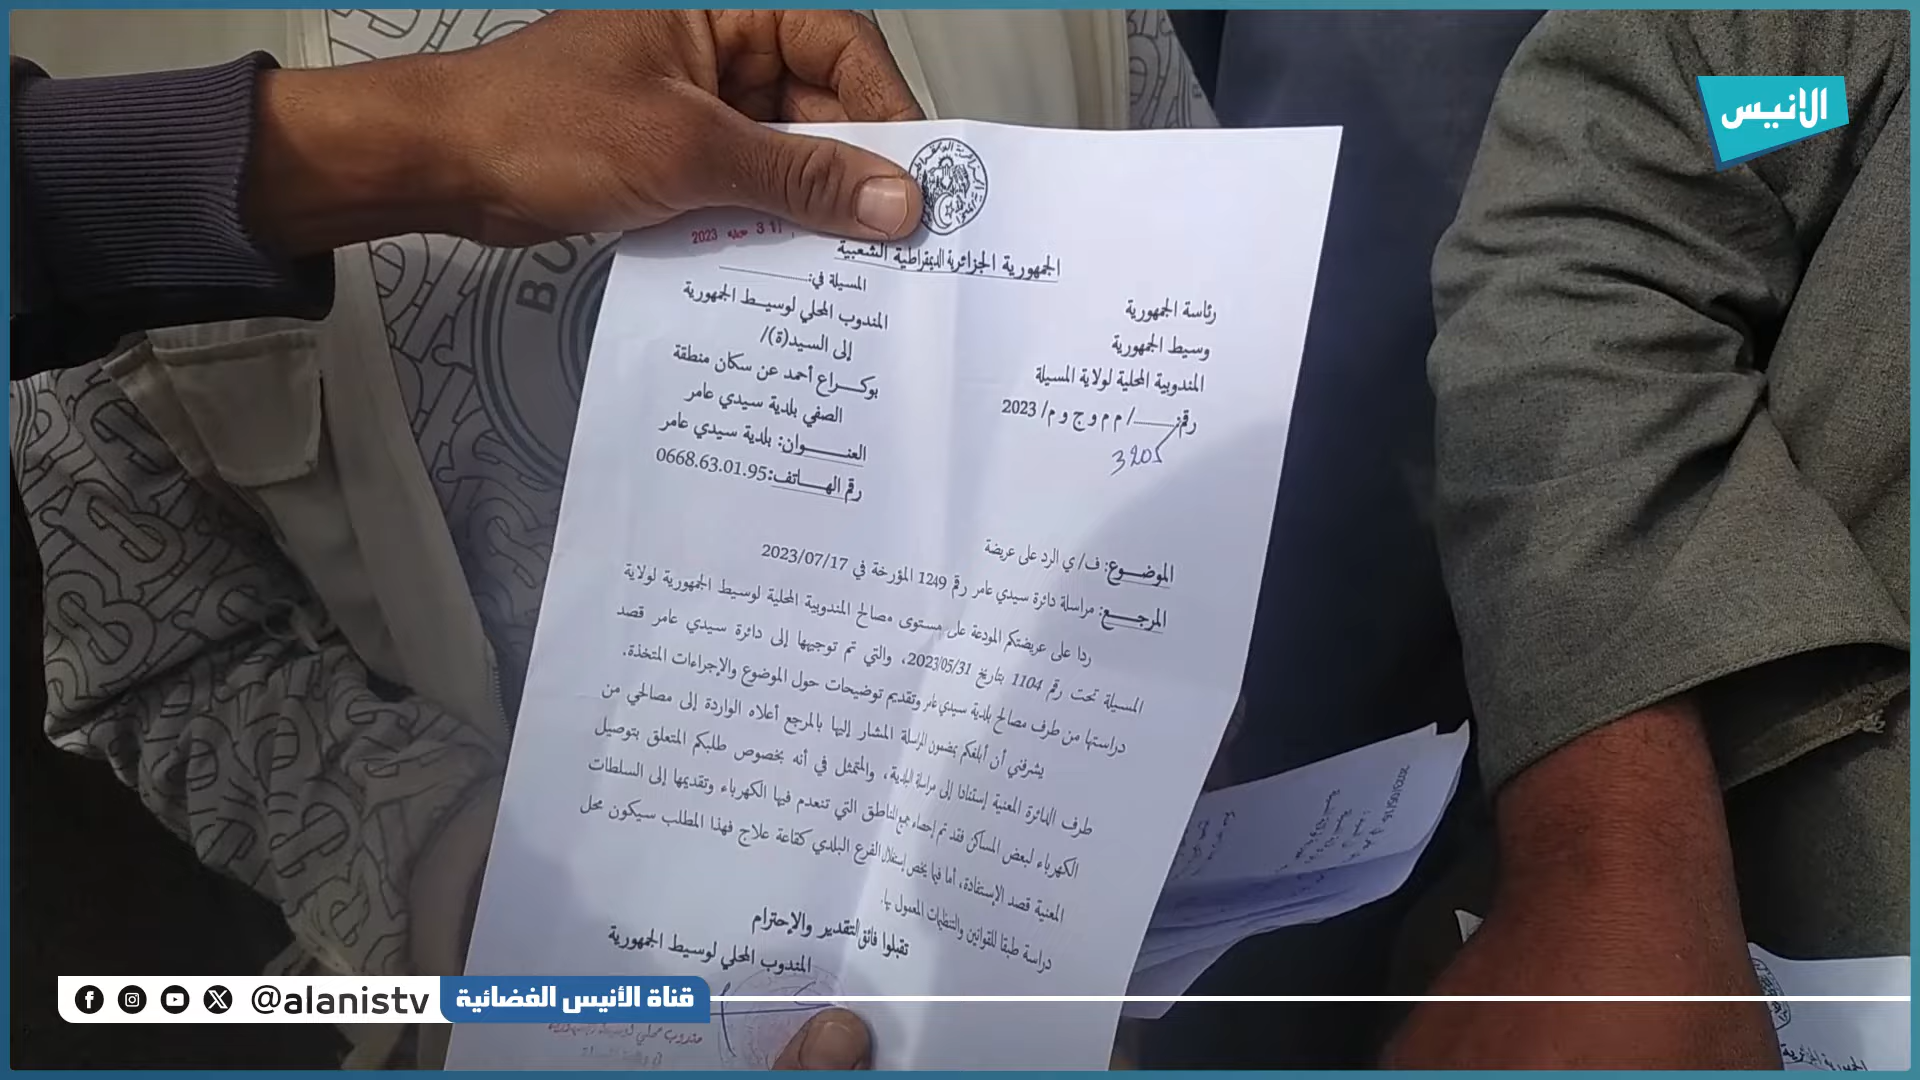 الانيس
الجمهورية الجزائرية الديمقراطية الشعبية
رئاسة الجمهورية
وسيط الجمهورية
المندوبية المحلية لولاية المسيلة
رقم:......./ م م و ج و م/ 2023
3205
2023
المسيلة في:
المندوب المحلي لوسيط الجمهورية
إلى السيد(ة)/
بوكراع أحمد عن سكان منطقة
الصفي بلدية سيدي عامر
العنوان: بلدية سيدي عامر
رقم الهاتف:0668.63.01.95
الموضوع: ف/ي الرد على عريضة
المرجع: مراسلة دائرة سيدي عامر رقم 1249 المؤرخة في 2023/07/17
ردا على عريضتكم المودعة على مستوى مصالح المندوبية المحلية لوسيط الجمهورية لولاية
المسيلة تحت رقم 1104 بتاريخ 2023/05/31، والتي تم توجيهها إلى دائرة سيدي عامر قصد
دراستها من طرف مصالح بلدية سيدي عامر وتقديم توضيحات حول الموضوع والإجراءات المتخذة.
يشرفني أن أبلغكم بمضمون المراسلة المشار إليها بالمرجع أعلاه الواردة إلى مصالحي من
طرف الدائرة المعنية إستنادا إلى مراسلة البلدية، والمتمثل في أنه بخصوص طلبكم المتعلق بتوصيل
الكهرباء لبعض المساكن فقد تم إحصاء جميع المناطق التي تنعدم فيها الكهرباء وتقديمها إلى السلطات
المعنية قصد الإستفادة، أما فيما يخص إستغلال الفرع البلدي كقاعة علاج فهذا المطلب سيكون محل
دراسة طبقا للقوانين والتنظيمات المعمول بها.
تقبلوا فائق التقدير والإحترام
المندوب المحلي لوسيط الجمهورية
@alanistv قناة الأنيس الفضائية